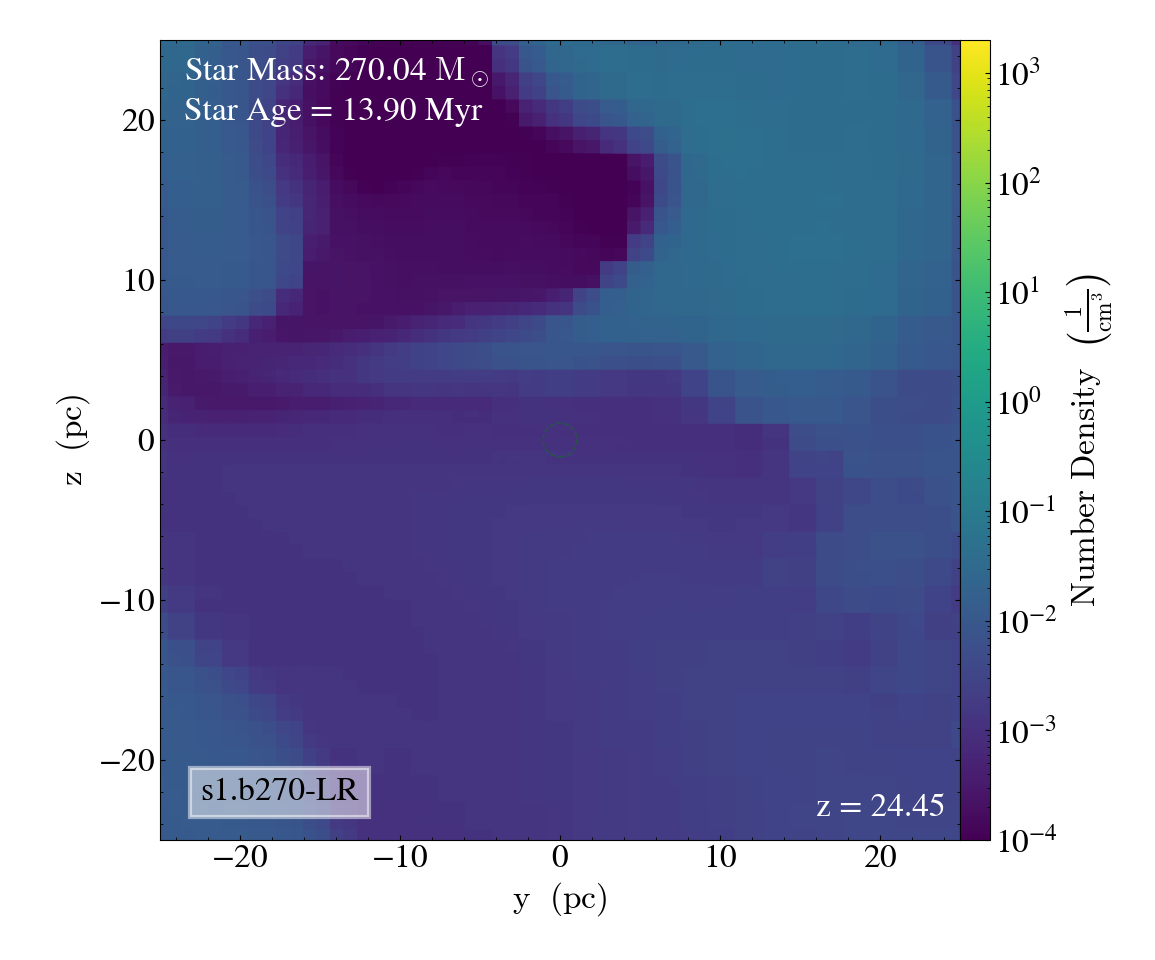 Star Mass: 270.04 M⊙
Star Age = 13.90 Myr
20
10
0
−10
−20
z (pc)
s1.b270-LR
z = 24.45
−20 −10 0 10 20
y (pc)
10³
10²
10¹
10⁰
10⁻¹
10⁻²
10⁻³
10⁻⁴
Number Density (1/cm³)